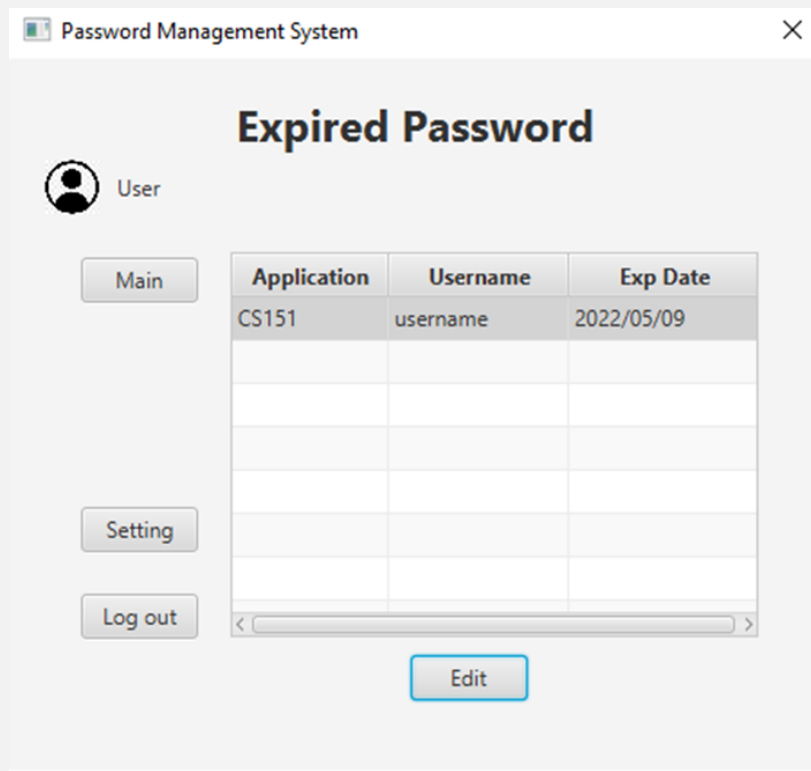 Password Management System
Expired Password
User
Main
Application Username Exp Date
CS151 username 2022/05/09
Setting
Log out
Edit